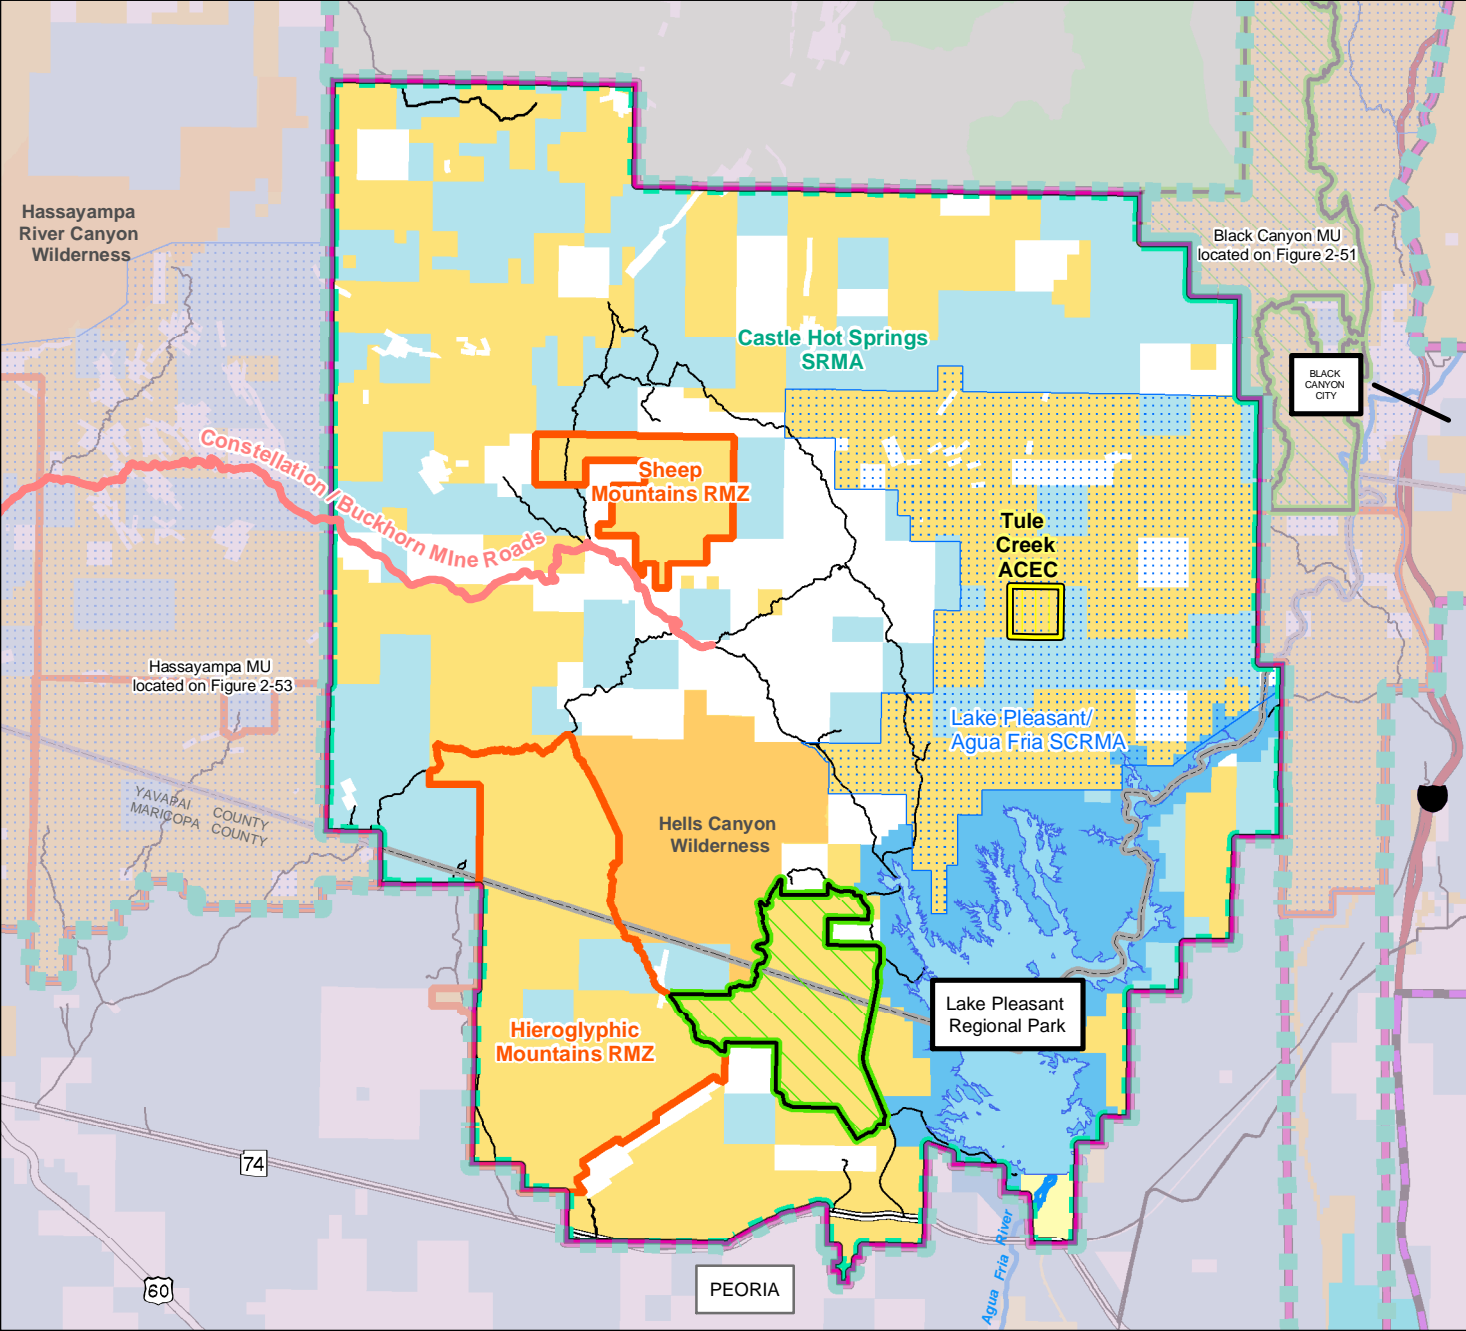 Hassayampa
River Canyon
Wilderness
Black Canyon MU
located on Figure 2-51
Castle Hot Springs
SRMA
BLACK
CANYON
CITY
Constellation / Buckhorn MIne Roads
Sheep
Mountains RMZ
Tule
Creek
ACEC
Hassayampa MU
located on Figure 2-53
Lake Pleasant/
Agua Fria SCRMA
YAVAPAI COUNTY
MARICOPA COUNTY
Hells Canyon
Wilderness
Lake Pleasant
Regional Park
Hieroglyphic
Mountains RMZ
74
Agua Fria River
60
PEORIA